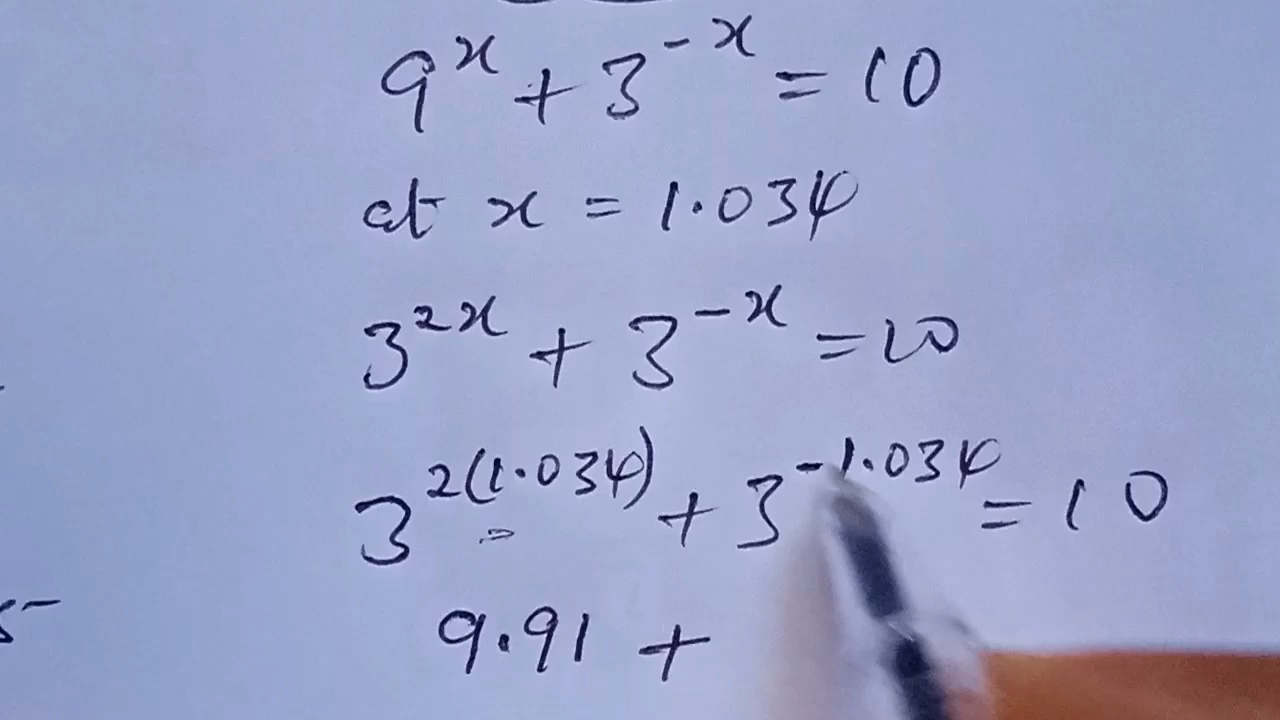 9^x + 3^-x = 10
at x = 1.034
3^2x + 3^-x = 10
3^2(1.034) + 3^-1.034 = 10
=
9.91 +